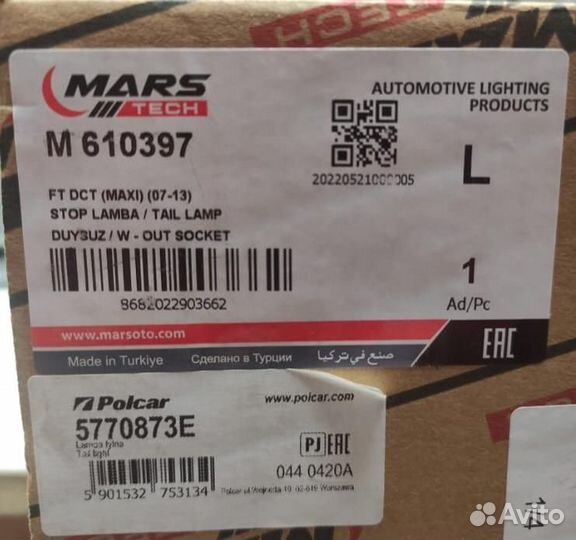 MARS
TECH
AUTOMOTIVE LIGHTING
PRODUCTS
M 610397
20220521000005
L
FT DCT (MAXI) (07-13)
STOP LAMBA / TAIL LAMP
DUYSUZ / W - OUT SOCKET
8682022903662
1
Ad/Pc
www.marsoto.com
Made in Turkiye
Сделано в Турции
صنع في تركيا
EAC
Polcar
www.polcar.com
5770873E
Lampa tylna
Tail light
PJ EAC
044 0420A
5 901532 753134
Avito